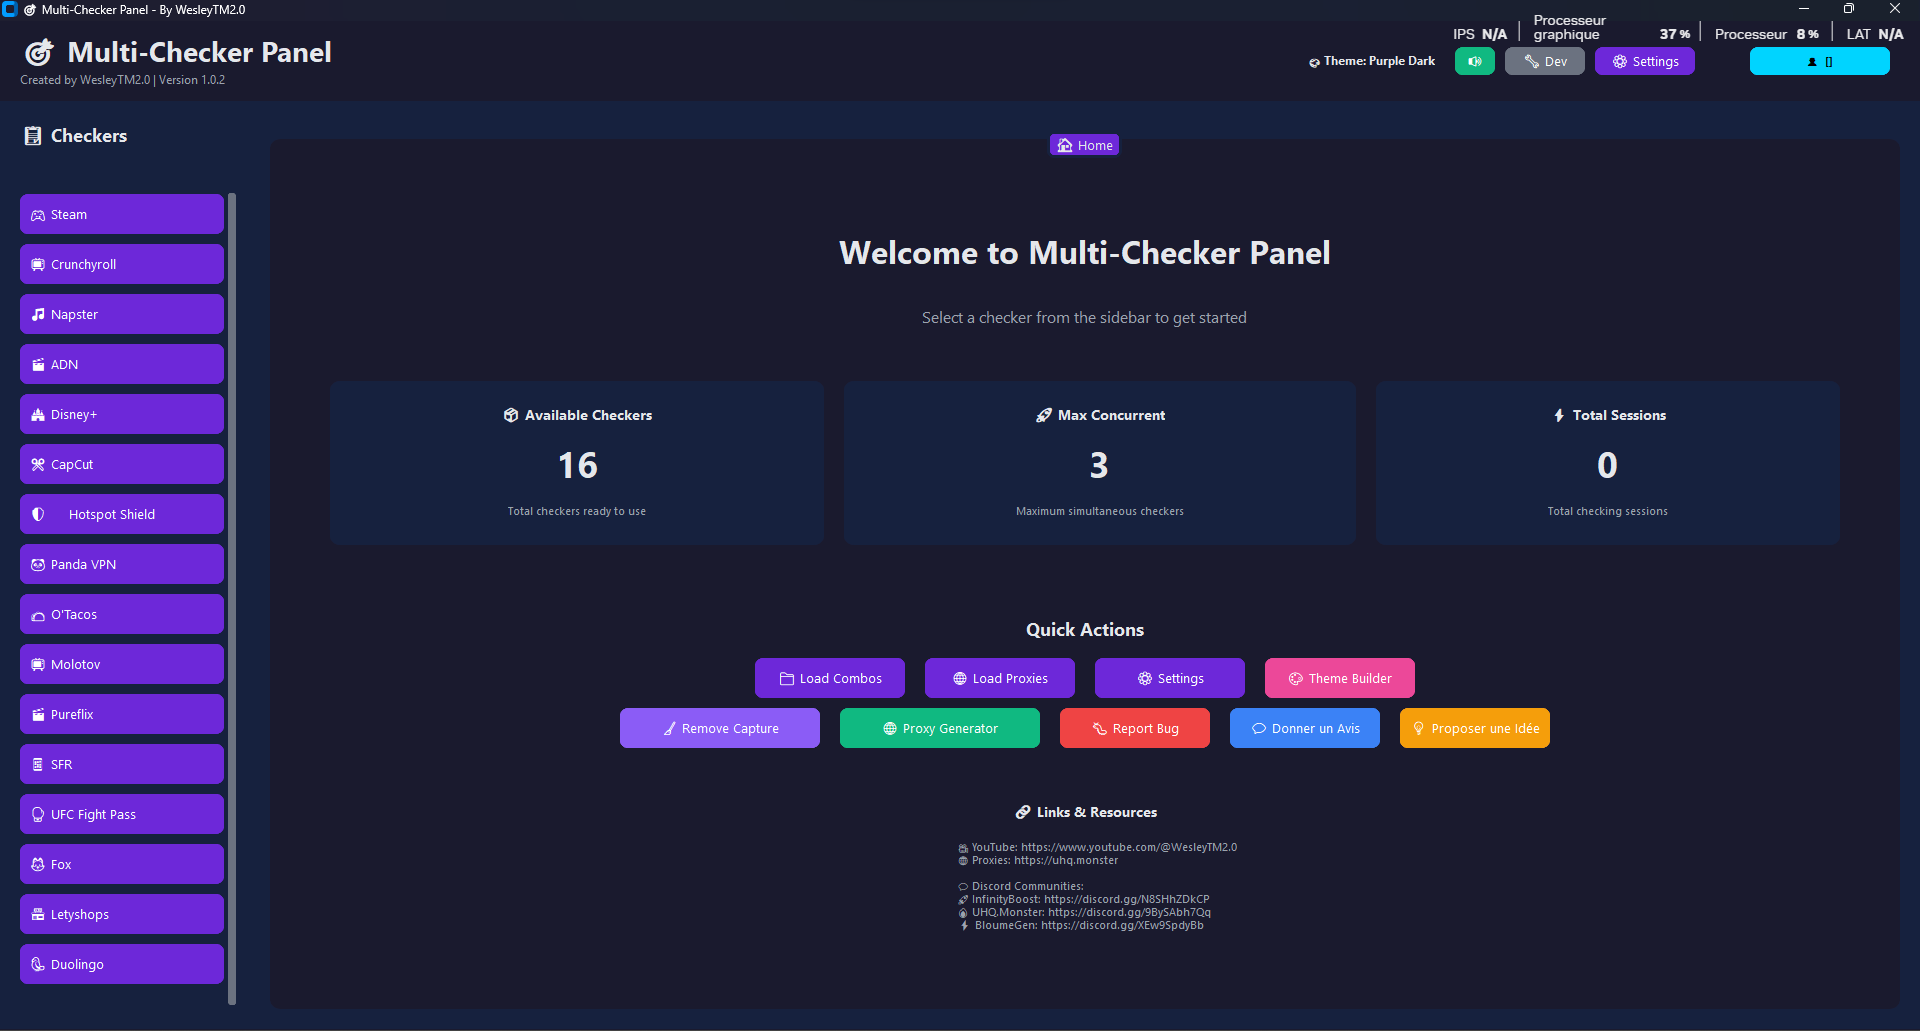 Multi-Checker Panel - By WesleyTM2.0
Multi-Checker Panel
Created by WesleyTM2.0 | Version 1.0.2
IPS N/A
Processeur graphique 37 %
Processeur 8 %
LAT N/A
Theme: Purple Dark
Dev
Settings
[]
Checkers
Steam
Crunchyroll
Napster
ADN
Disney+
CapCut
Hotspot Shield
Panda VPN
O'Tacos
Molotov
Pureflix
SFR
UFC Fight Pass
Fox
Letyshops
Duolingo
Home
Welcome to Multi-Checker Panel
Select a checker from the sidebar to get started
Available Checkers
16
Total checkers ready to use
Max Concurrent
3
Maximum simultaneous checkers
Total Sessions
0
Total checking sessions
Quick Actions
Load Combos
Load Proxies
Settings
Theme Builder
Remove Capture
Proxy Generator
Report Bug
Donner un Avis
Proposer une Idée
Links & Resources
YouTube: https://www.youtube.com/@WesleyTM2.0
Proxies: https://uhq.monster
Discord Communities:
InfinityBoost: https://discord.gg/N8SHhZDkCP
UHQ.Monster: https://discord.gg/9BySAbh7Qq
BloumeGen: https://discord.gg/XEw9SpdyBb